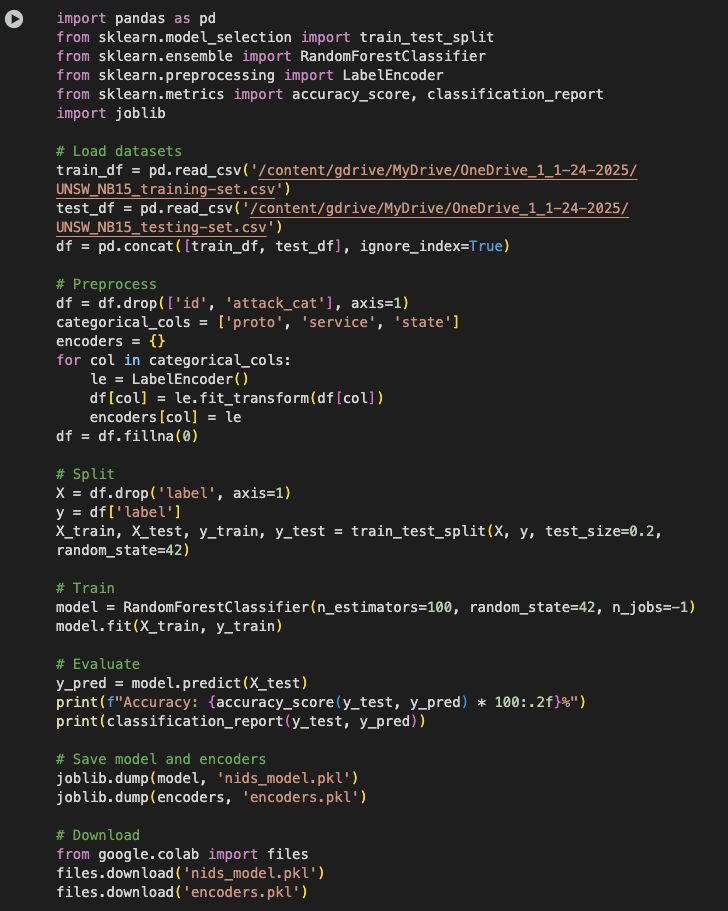 import pandas as pd
from sklearn.model_selection import train_test_split
from sklearn.ensemble import RandomForestClassifier
from sklearn.preprocessing import LabelEncoder
from sklearn.metrics import accuracy_score, classification_report
import joblib

# Load datasets
train_df = pd.read_csv('/content/gdrive/MyDrive/OneDrive_1_1-24-2025/
UNSW_NB15_training-set.csv')
test_df = pd.read_csv('/content/gdrive/MyDrive/OneDrive_1_1-24-2025/
UNSW_NB15_testing-set.csv')
df = pd.concat([train_df, test_df], ignore_index=True)

# Preprocess
df = df.drop(['id', 'attack_cat'], axis=1)
categorical_cols = ['proto', 'service', 'state']
encoders = {}
for col in categorical_cols:
    le = LabelEncoder()
    df[col] = le.fit_transform(df[col])
    encoders[col] = le
df = df.fillna(0)

# Split
X = df.drop('label', axis=1)
y = df['label']
X_train, X_test, y_train, y_test = train_test_split(X, y, test_size=0.2,
random_state=42)

# Train
model = RandomForestClassifier(n_estimators=100, random_state=42, n_jobs=-1)
model.fit(X_train, y_train)

# Evaluate
y_pred = model.predict(X_test)
print(f"Accuracy: {accuracy_score(y_test, y_pred) * 100:.2f}%")
print(classification_report(y_test, y_pred))

# Save model and encoders
joblib.dump(model, 'nids_model.pkl')
joblib.dump(encoders, 'encoders.pkl')

# Download
from google.colab import files
files.download('nids_model.pkl')
files.download('encoders.pkl')